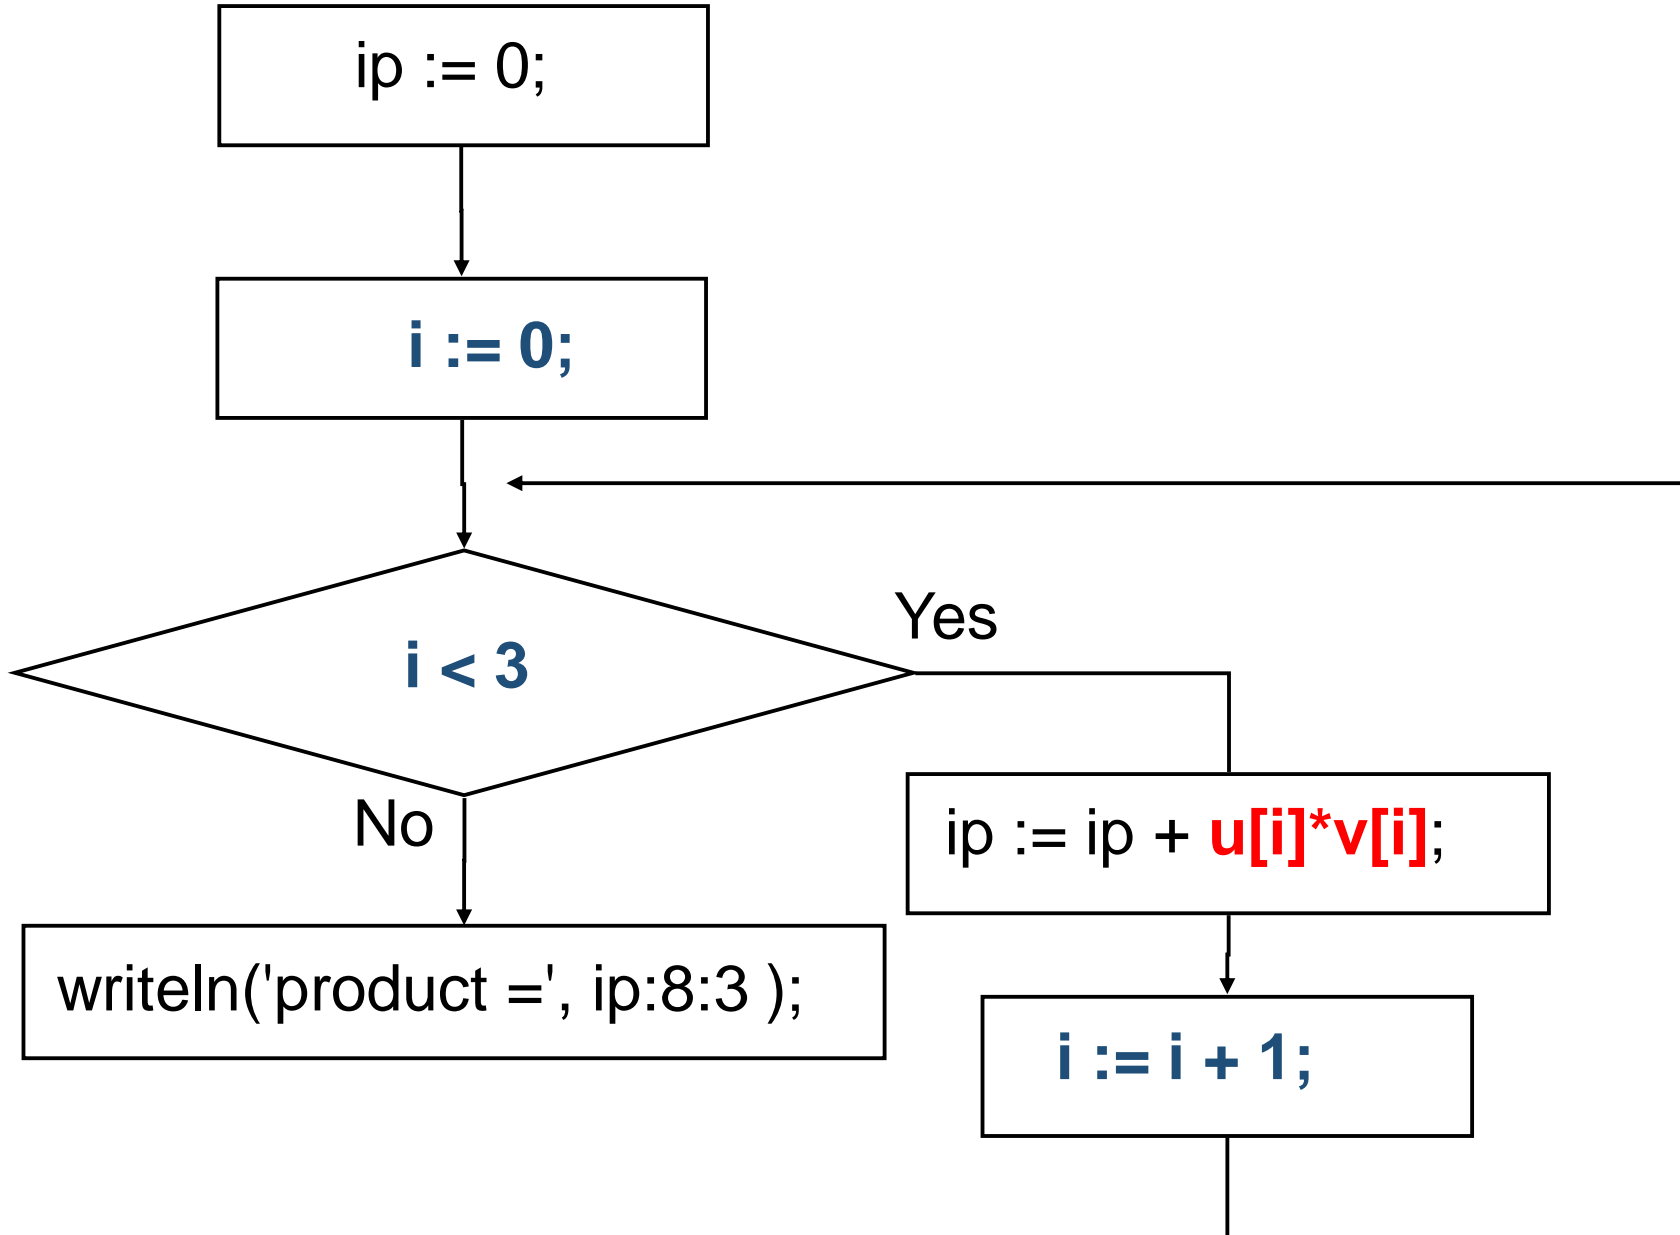 ip := 0;
i := 0;
i < 3
Yes
No
ip := ip + u[i]*v[i];
writeln('product =', ip:8:3 );
i := i + 1;